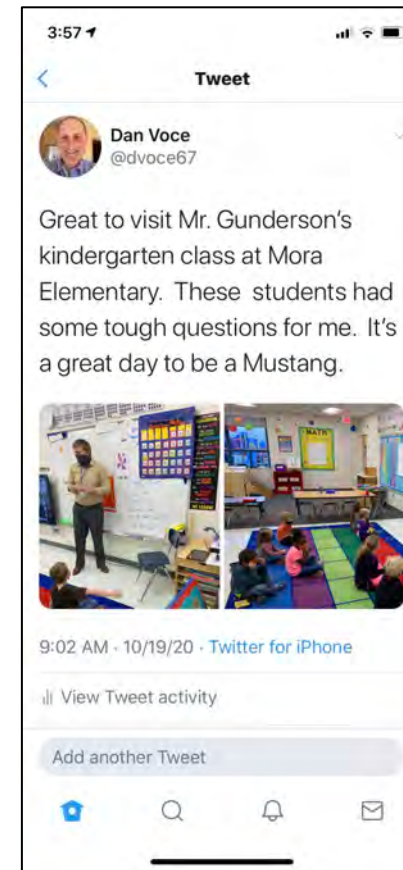 3:57
Tweet
Dan Voce
@dvoce67
Great to visit Mr. Gunderson's
kindergarten class at Mora
Elementary.  These  students had
some tough questions for me.  It's
a great day to be a Mustang.
MATH
9:02 AM · 10/19/20 · Twitter for iPhone
View Tweet activity
Add another Tweet